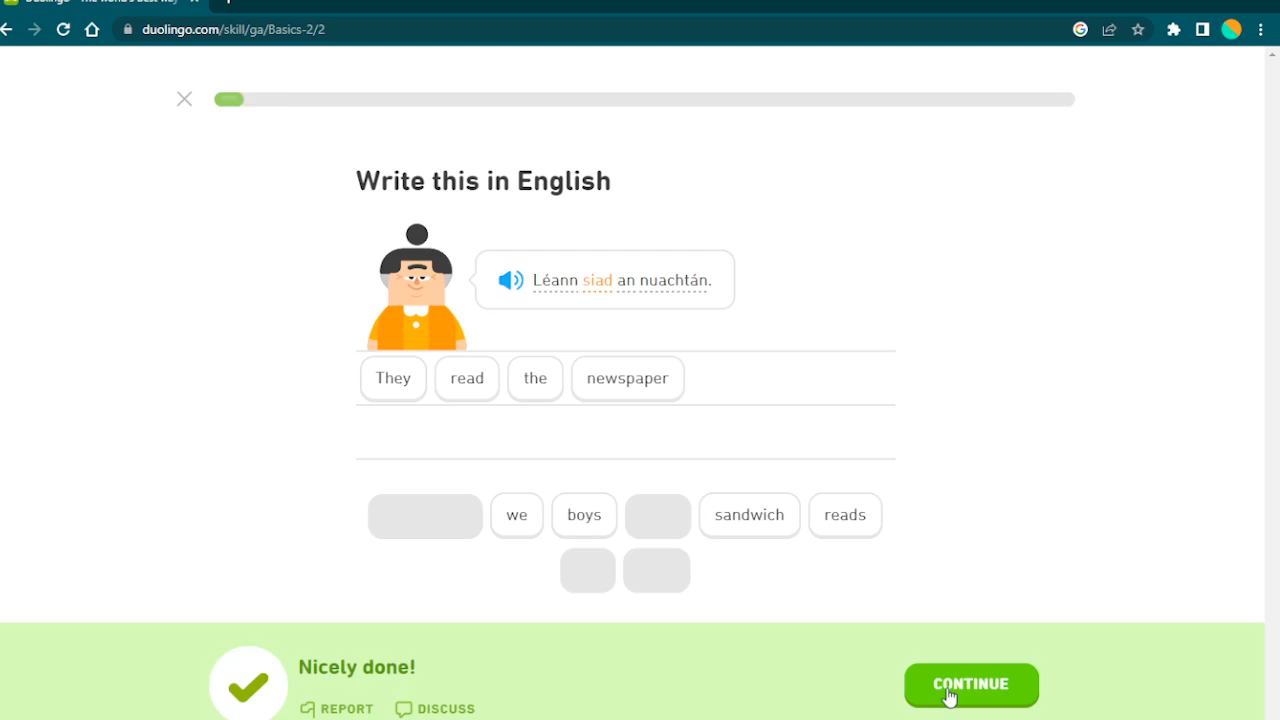 duolingo.com/skill/ga/Basics-2/2
Write this in English
Léann siad an nuachtán.
They read the newspaper
we boys sandwich reads
Nicely done!
REPORT DISCUSS
CONTINUE